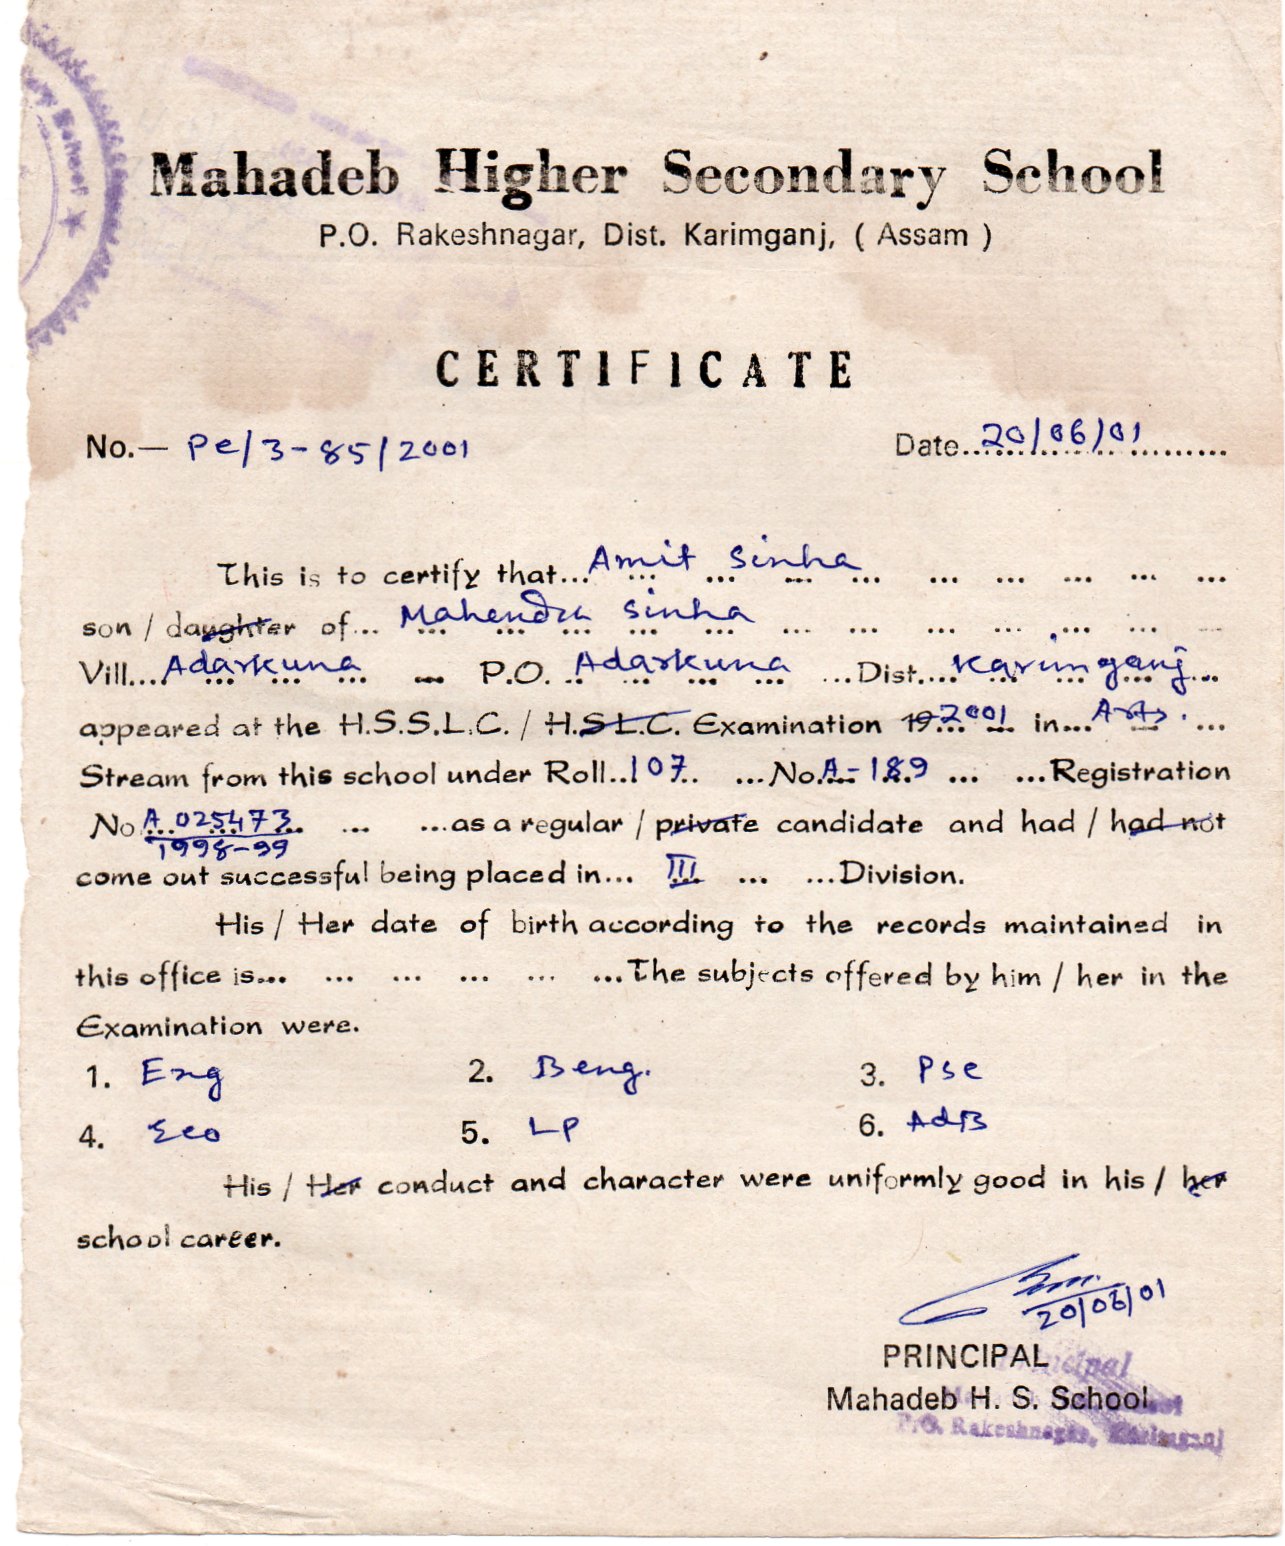 School ★
Mahadeb Higher Secondary School
P.O. Rakeshnagar, Dist. Karimganj, ( Assam )
CERTIFICATE
No.— Pe/3-85/2001 Date 20/06/01
This is to certify that... Amit Sinha
son / daughter of... Mahendra Sinha
Vill.... Adarkuna P.O. Adarkuna Dist.... Karimganj
appeared at the H.S.S.L.C. / H.S.L.C. Examination 19 2001 in... Arts.
Stream from this school under Roll.. 107 No. A-189 Registration
No. A 025473 as a regular / private candidate and had / had not
1998-99
come out successful being placed in... III Division.
His / Her date of birth according to the records maintained in
this office is... The subjects offered by him / her in the
Examination were.
1. Eng 2. Beng. 3. PSc
4. Eco 5. LP 6. AdB
His / Her conduct and character were uniformly good in his / her
school career.
20/06/01
PRINCIPAL
Mahadeb H. S. School
Principal
P.O. Rakeshnagar, Karimganj